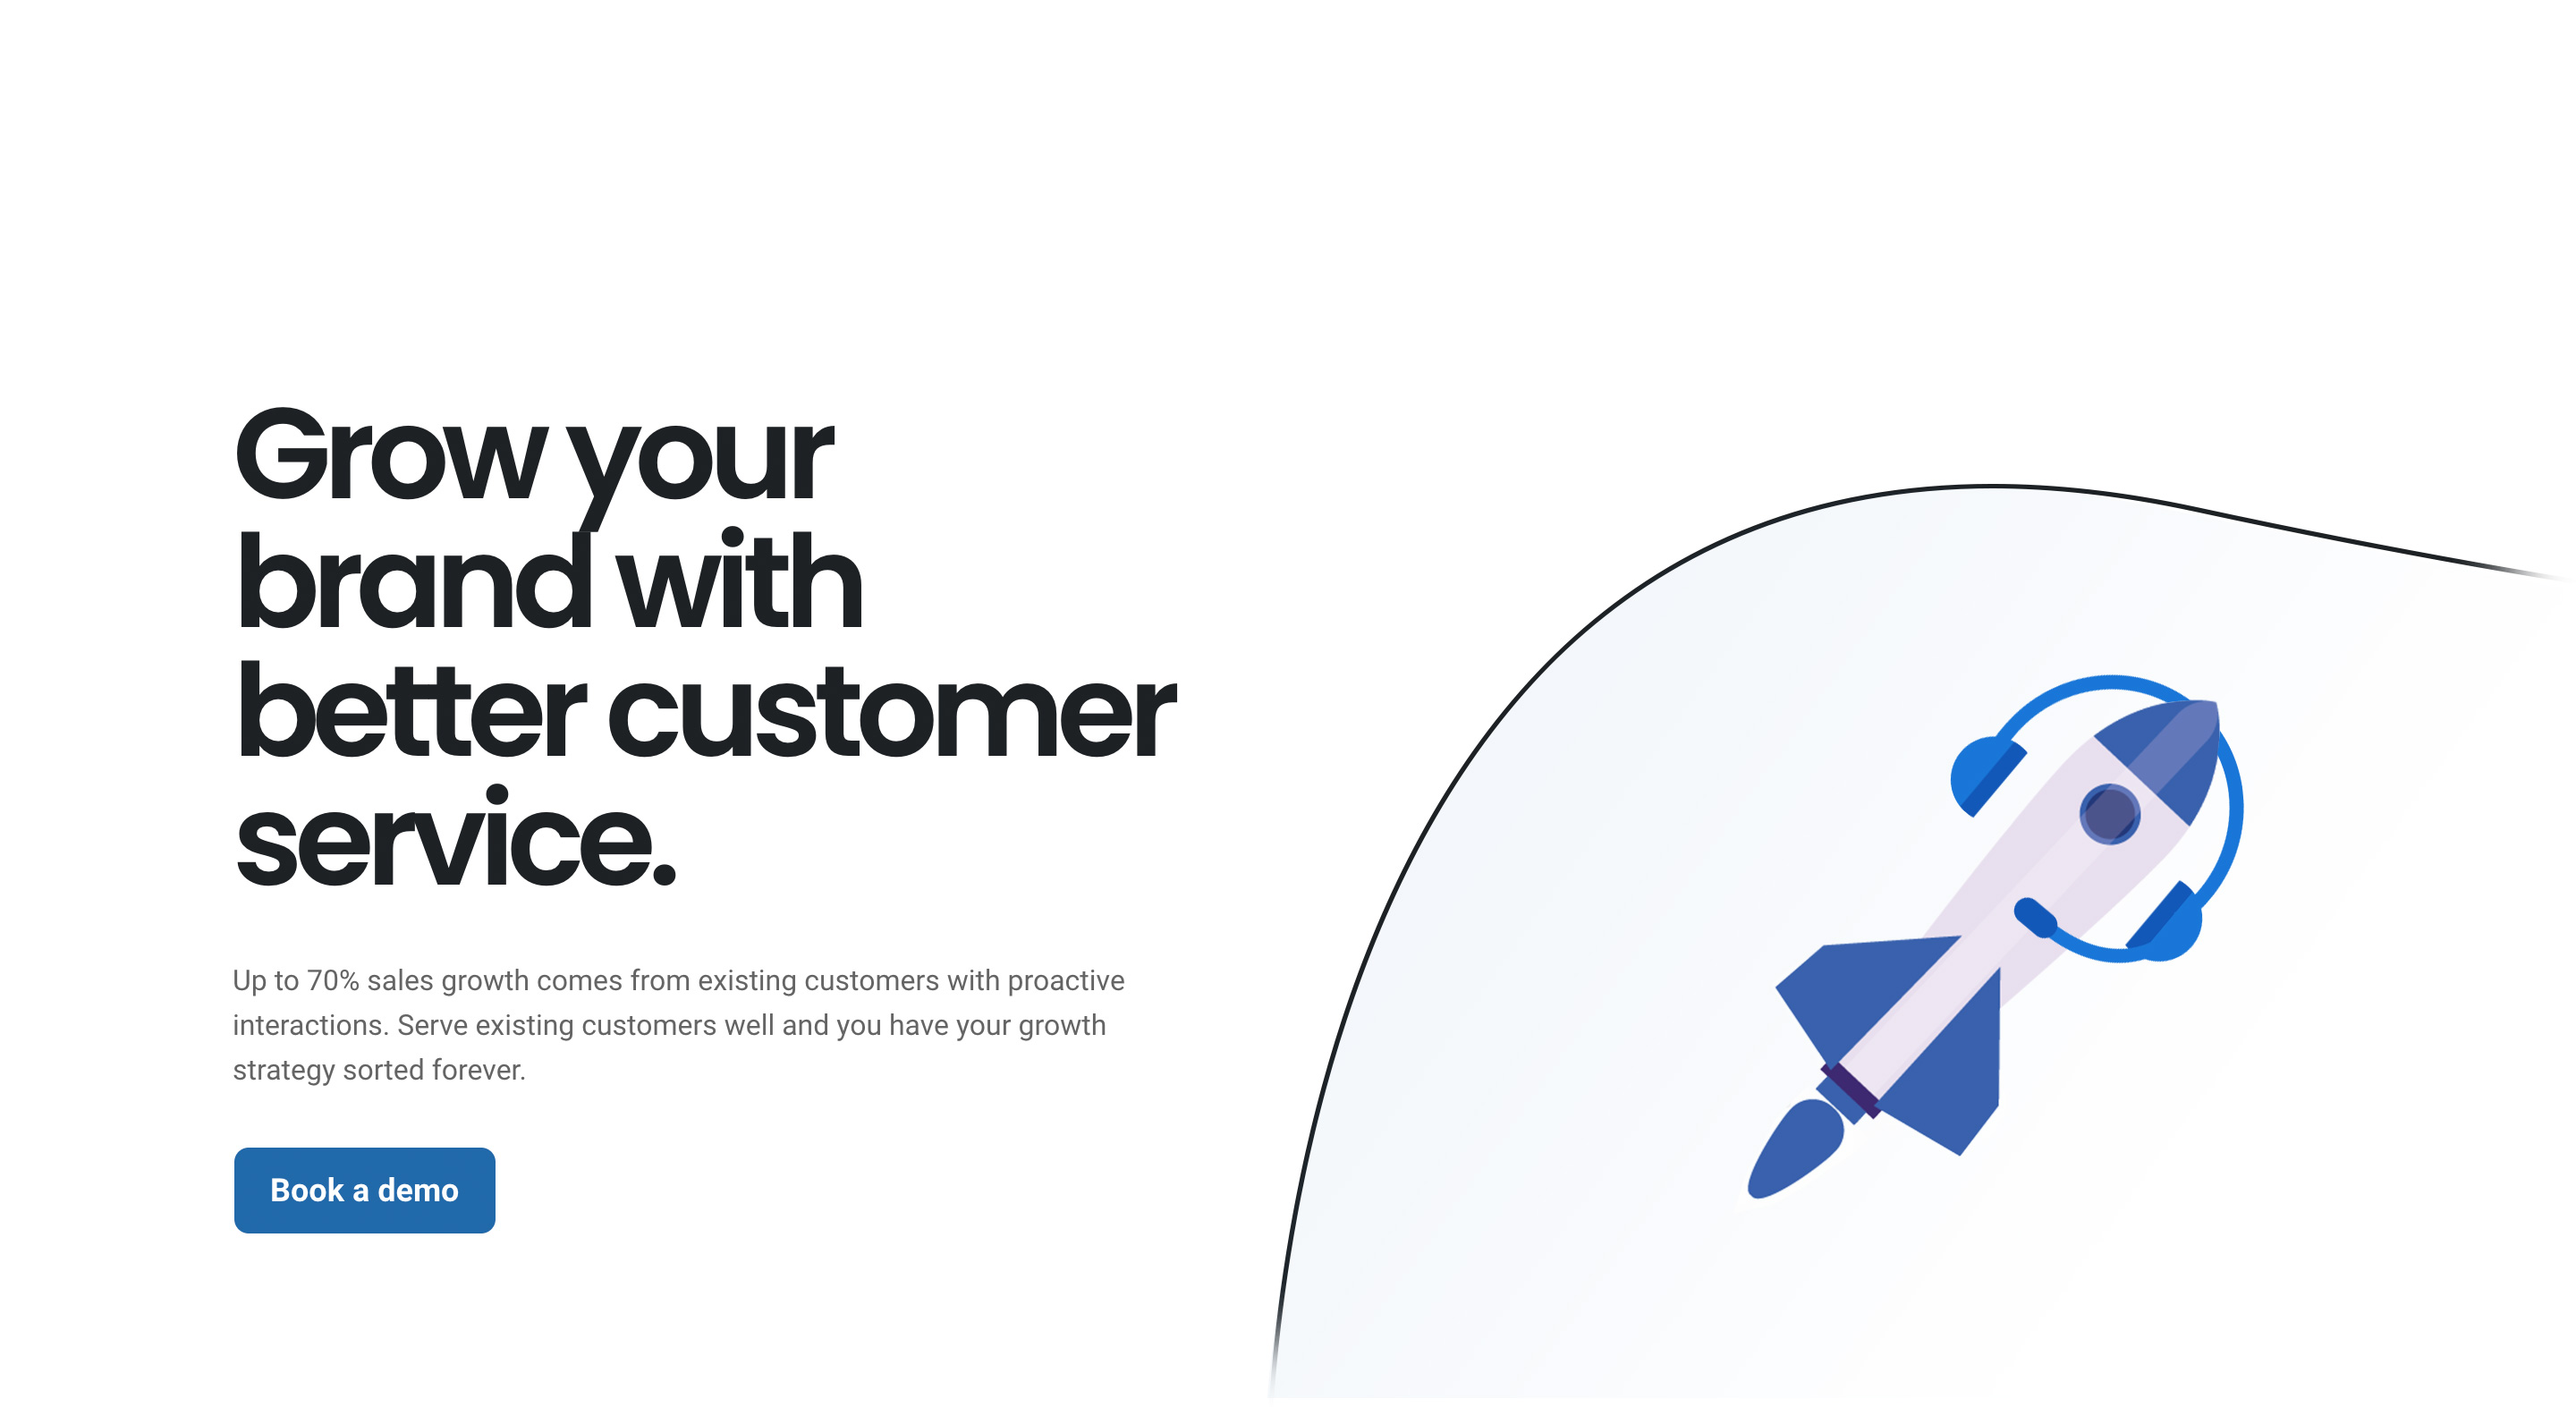 Grow your
brand with
better customer
service.
Up to 70% sales growth comes from existing customers with proactive
interactions. Serve existing customers well and you have your growth
strategy sorted forever.
Book a demo